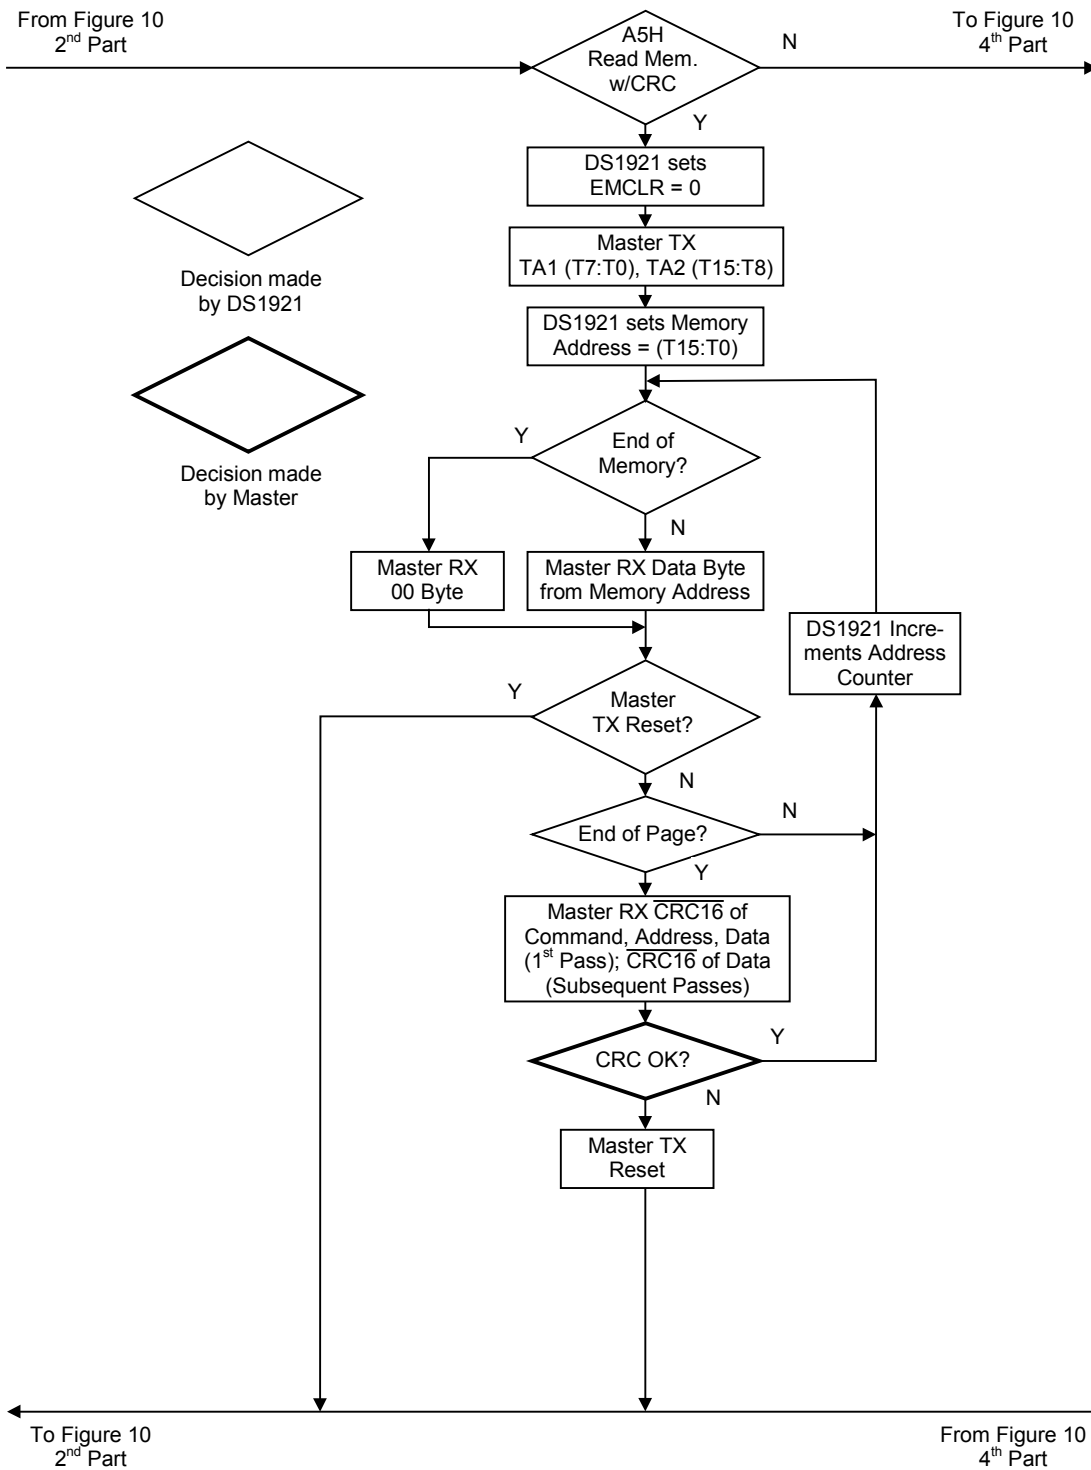 From Figure 10
2nd Part
A5H
Read Mem.
w/CRC
N
To Figure 10
4th Part
Y
DS1921 sets
EMCLR = 0
Decision made
by DS1921
Master TX
TA1 (T7:T0), TA2 (T15:T8)
DS1921 sets Memory
Address = (T15:T0)
Decision made
by Master
Y
End of
Memory?
N
Master RX
00 Byte
Master RX Data Byte
from Memory Address
DS1921 Incre-
ments Address
Counter
Y
Master
TX Reset?
N
End of Page?
N
Y
Master RX C̅R̅C̅1̅6̅ of
Command, Address, Data
(1st Pass); C̅R̅C̅1̅6̅ of Data
(Subsequent Passes)
CRC OK?
Y
N
Master TX
Reset
To Figure 10
2nd Part
From Figure 10
4th Part